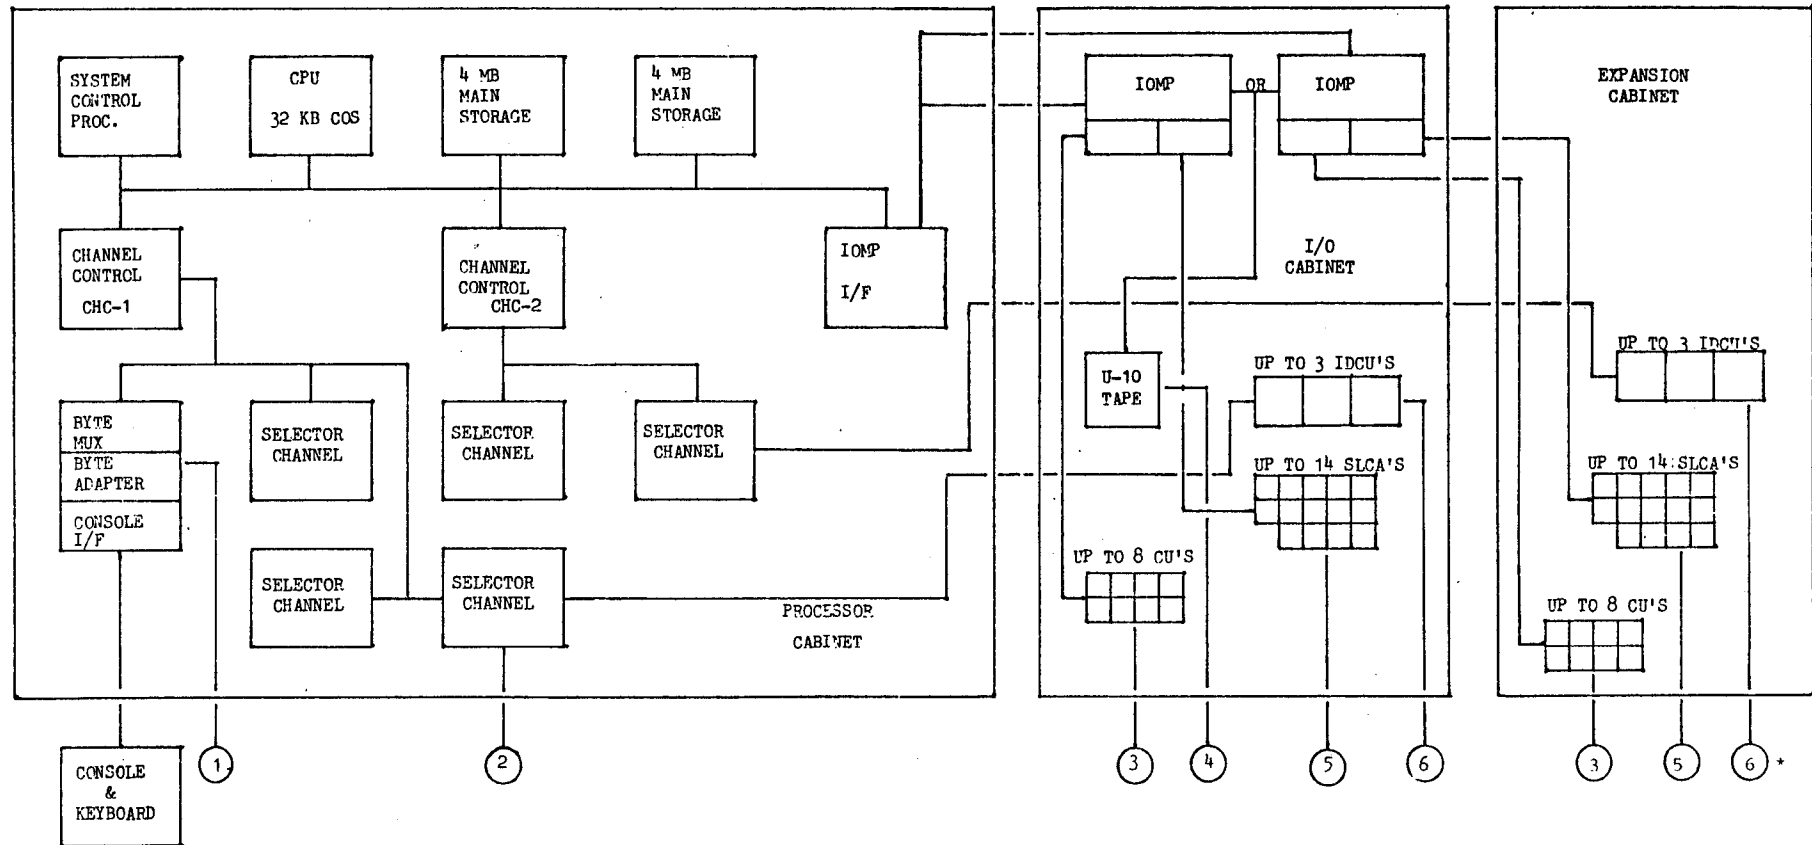 SYSTEM
CONTROL
PROC.
CPU
32 KB COS
4 MB
MAIN
STORAGE
4 MB
MAIN
STORAGE
IOMP
OR
IOMP
EXPANSION
CABINET
CHANNEL
CONTROL
CHC-1
CHANNEL
CONTROL
CHC-2
IOMP
I/F
I/O
CABINET
BYTE
MUX
BYTE
ADAPTER
CONSOLE
I/F
SELECTOR
CHANNEL
SELECTOR
CHANNEL
SELECTOR
CHANNEL
SELECTOR
CHANNEL
SELECTOR
CHANNEL
PROCESSOR
CABINET
U-10
TAPE
UP TO 3 IDCU'S
UP TO 14 SLCA'S
UP TO 8 CU'S
UP TO 3 IDCU'S
UP TO 14 SLCA'S
UP TO 8 CU'S
CONSOLE
&
KEYBOARD
1
2
3
4
5
6
3
5
6 *